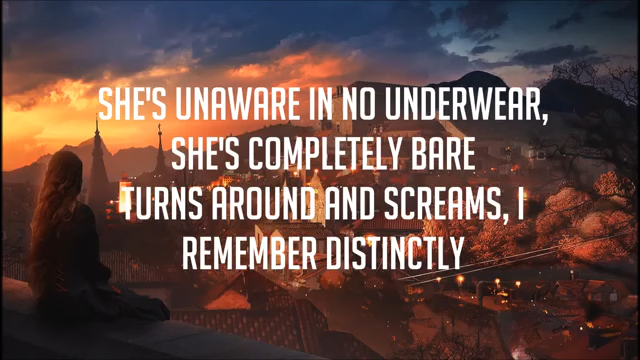 SHE'S UNAWARE IN NO UNDERWEAR,
SHE'S COMPLETELY BARE
TURNS AROUND AND SCREAMS, I
REMEMBER DISTINCTLY